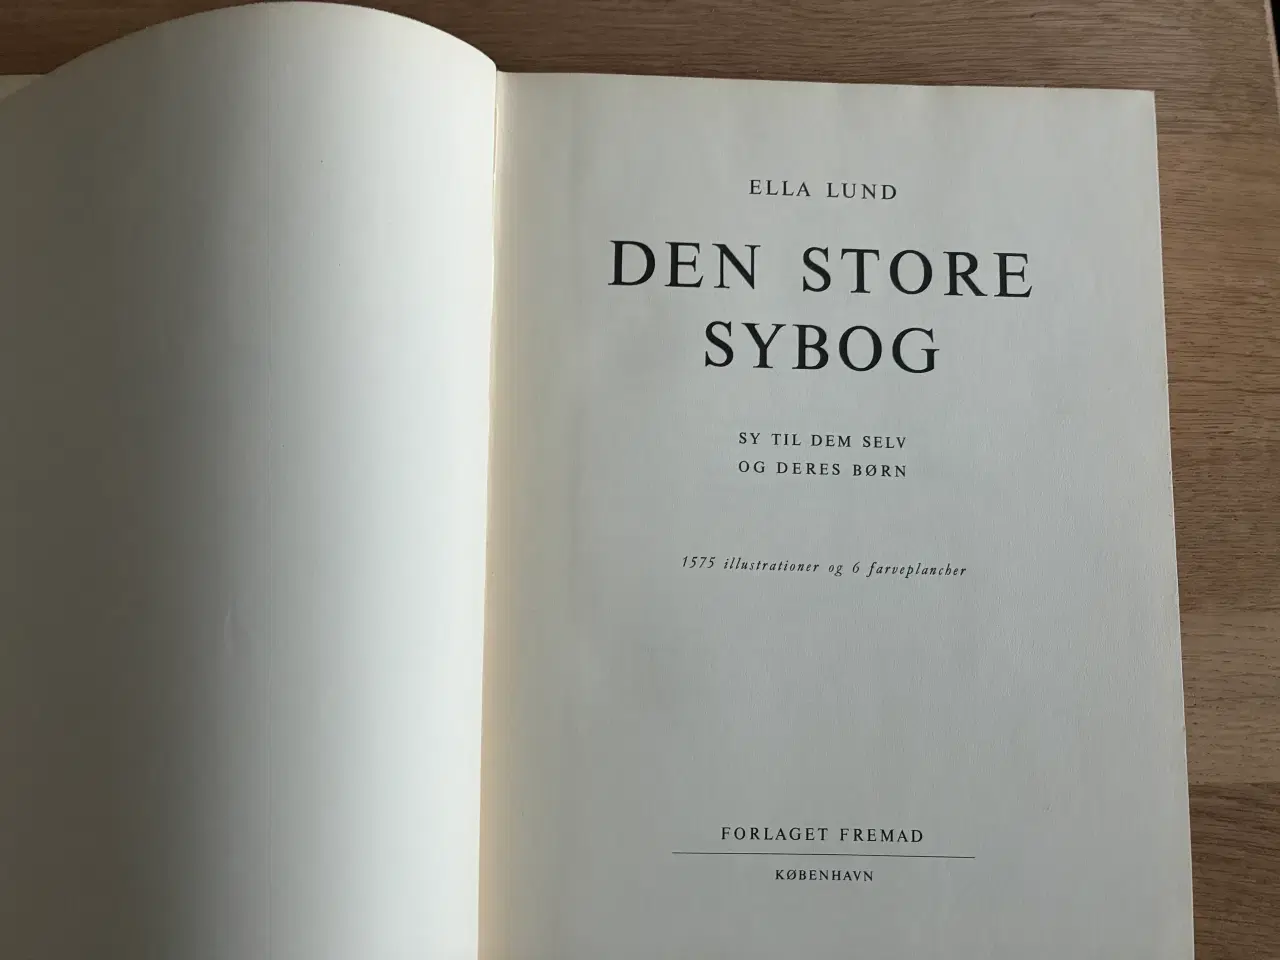 ELLA LUND
DEN STORE
SYBOG
SY TIL DEM SELV
OG DERES BØRN
1575 illustrationer og 6 farveplancher
FORLAGET FREMAD
KØBENHAVN